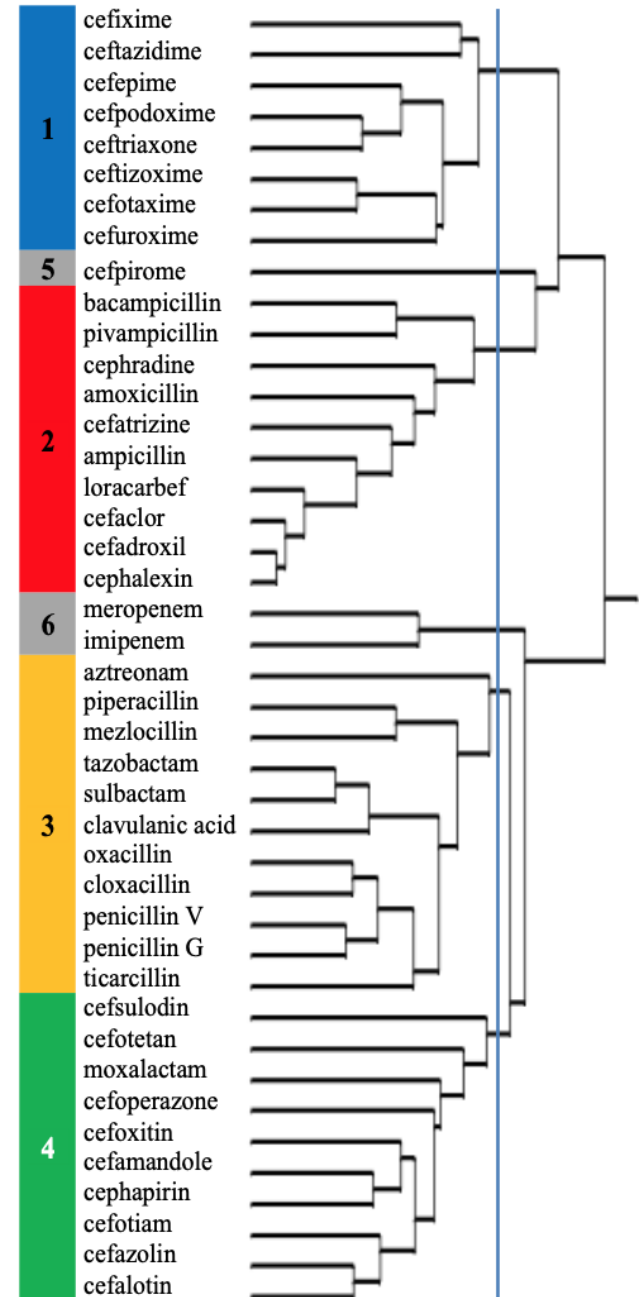 cefixime
ceftazidime
cefepime
cefpodoxime
1
ceftriaxone
ceftizoxime
cefotaxime
cefuroxime
5
cefpirome
bacampicillin
pivampicillin
cephradine
amoxicillin
cefatrizine
2
ampicillin
loracarbef
cefaclor
cefadroxil
cephalexin
meropenem
6
imipenem
aztreonam
piperacillin
mezlocillin
tazobactam
sulbactam
3
clavulanic acid
oxacillin
cloxacillin
penicillin V
penicillin G
ticarcillin
cefsulodin
cefotetan
moxalactam
cefoperazone
cefoxitin
4
cefamandole
cephapirin
cefotiam
cefazolin
cefalotin